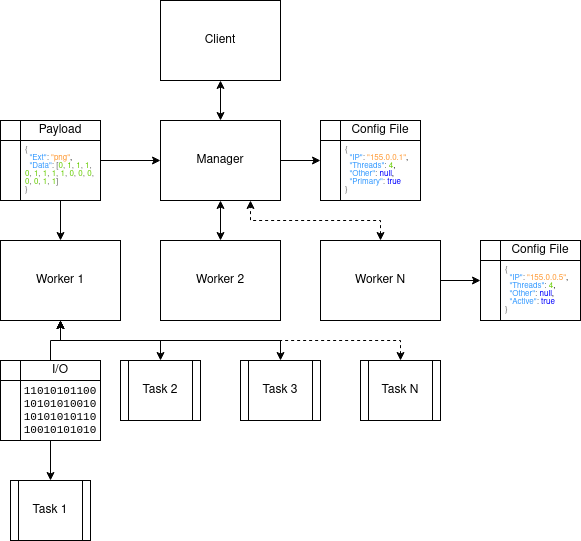 Client
Payload
{
"Ext": "png",
"Data": [0, 1, 1, 1,
0, 1, 1, 1, 1, 0, 0, 0,
0, 0, 1, 1]
}
Manager
Config File
{
"IP": "155.0.0.1",
"Threads": 4,
"Other": null,
"Primary": true
}
Worker 1
Worker 2
Worker N
Config File
{
"IP": "155.0.0.5",
"Threads": 4,
"Other": null,
"Active": true
}
I/O
11010101100
10101010010
10101010110
10010101010
Task 2
Task 3
Task N
Task 1